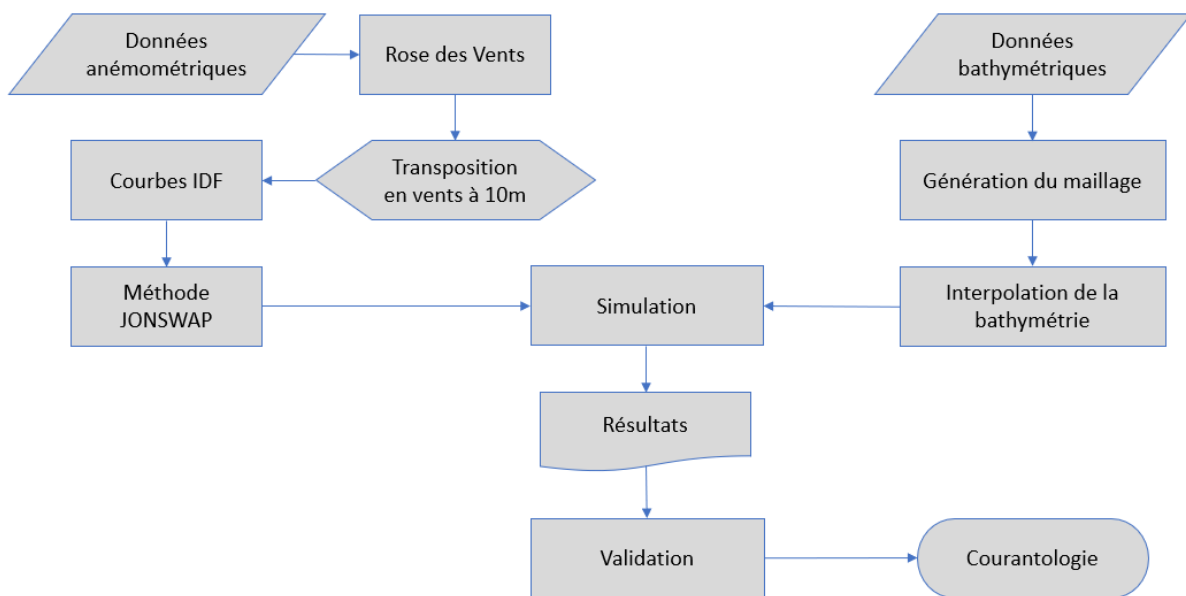 Données
anémométriques
Rose des Vents
Données
bathymétriques
Courbes IDF
Transposition
en vents à 10m
Génération du maillage
Méthode
JONSWAP
Simulation
Interpolation de la
bathymétrie
Résultats
Validation
Courantologie